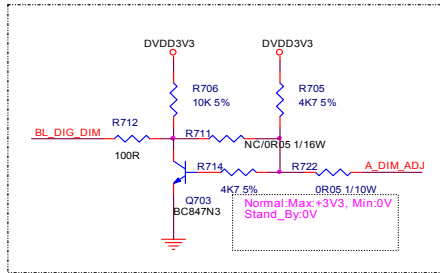 DVDD3V3
DVDD3V3
R706
10K 5%
R705
4K7 5%
R712
BL_DIG_DIM
100R
R711
NC/0R05 1/16W
R714
4K7 5%
R722
0R05 1/10W
A_DIM_ADJ
Q703
BC847N3
Normal:Max:+3V3, Min:0V
Stand_By:0V